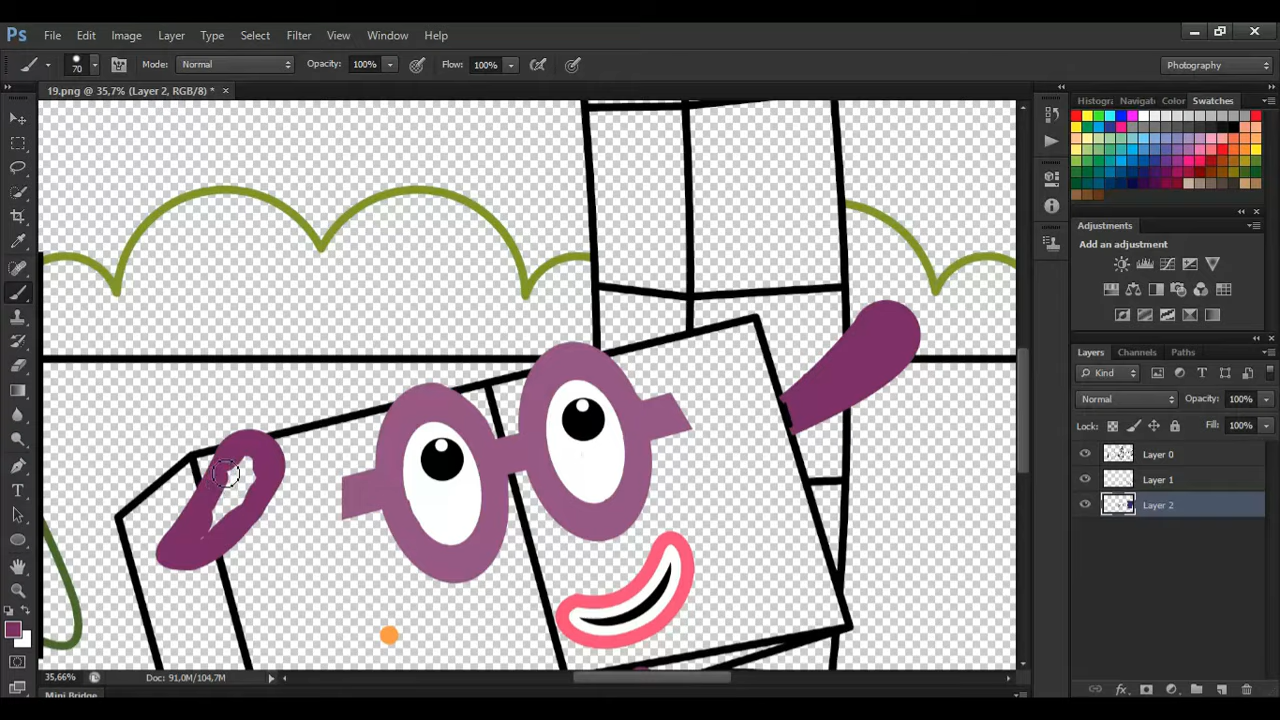 Ps File Edit Image Layer Type Select Filter View Window Help
70 Mode: Normal Opacity: 100% Flow: 100% Photography
19.png @ 35,7% (Layer 2, RGB/8) * ×
Histogra Navigat Color Swatches
Adjustments
Add an adjustment
Layers Channels Paths
Kind
Normal Opacity: 100%
Lock: Fill: 100%
Layer 0
Layer 1
Layer 2
35,66% Doc: 91,0M/104,7M
Mini Bridge